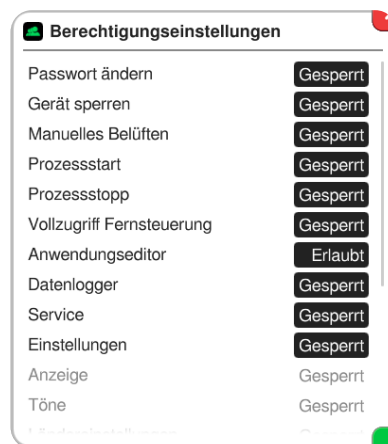 Berechtigungseinstellungen
Passwort ändern Gesperrt
Gerät sperren Gesperrt
Manuelles Belüften Gesperrt
Prozessstart Gesperrt
Prozessstopp Gesperrt
Vollzugriff Fernsteuerung Gesperrt
Anwendungseditor Erlaubt
Datenlogger Gesperrt
Service Gesperrt
Einstellungen Gesperrt
Anzeige Gesperrt
Töne Gesperrt